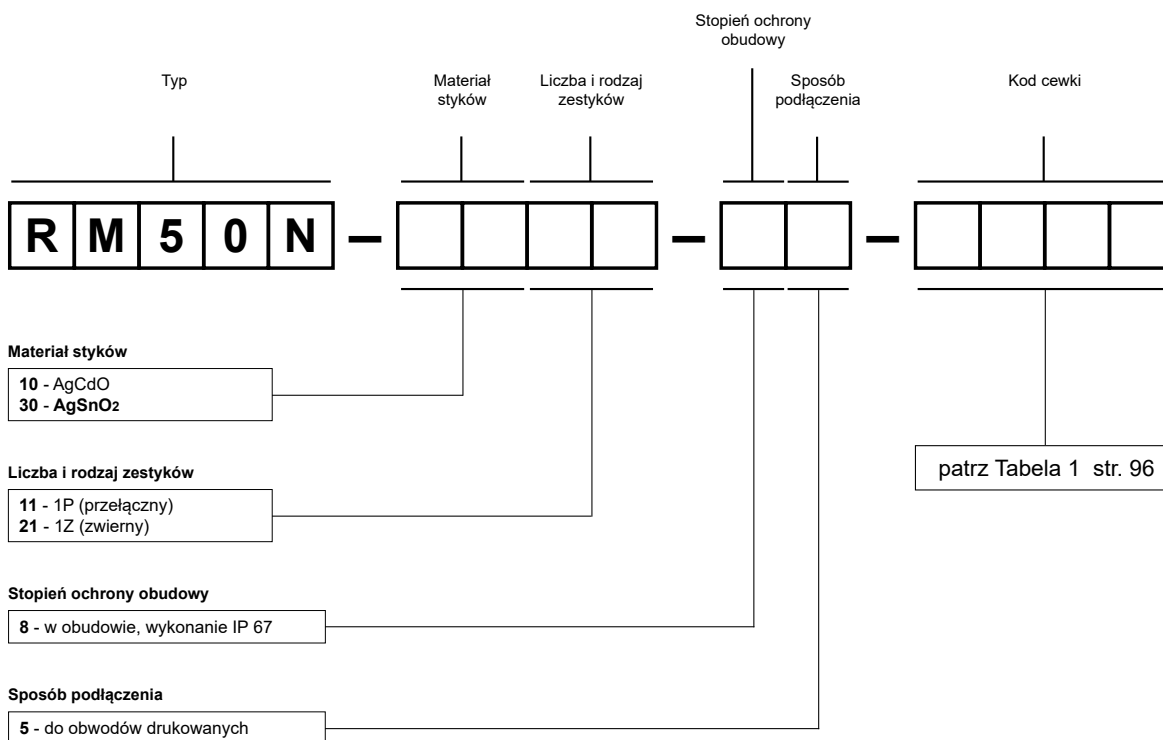 Stopień ochrony
obudowy
Typ
Materiał
styków
Liczba i rodzaj
zestyków
Sposób
podłączenia
Kod cewki
R M 5 0 N – – –
Materiał styków
10 - AgCdO
30 - AgSnO2
Liczba i rodzaj zestyków
11 - 1P (przełączny)
21 - 1Z (zwierny)
patrz Tabela 1 str. 96
Stopień ochrony obudowy
8 - w obudowie, wykonanie IP 67
Sposób podłączenia
5 - do obwodów drukowanych